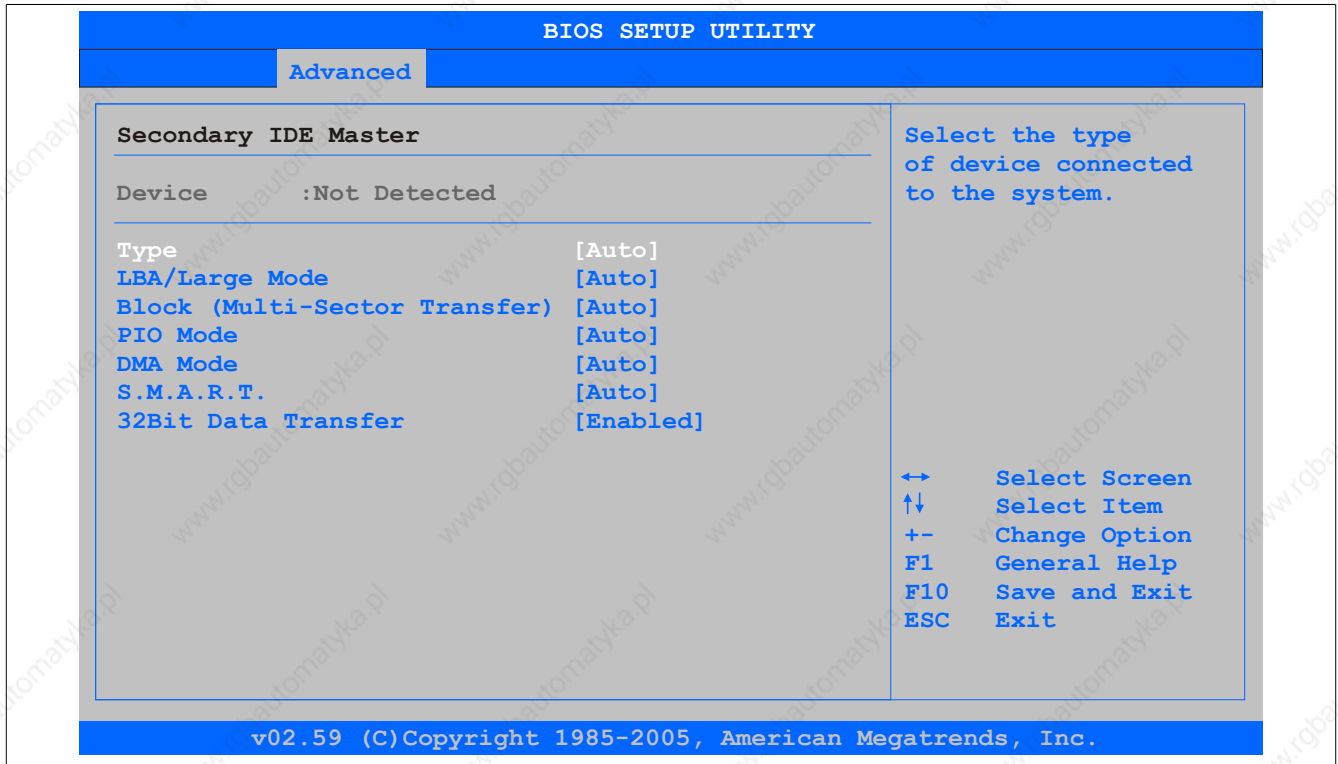 BIOS SETUP UTILITY
Advanced
Secondary IDE Master
Device :Not Detected
Type [Auto]
LBA/Large Mode [Auto]
Block (Multi-Sector Transfer) [Auto]
PIO Mode [Auto]
DMA Mode [Auto]
S.M.A.R.T. [Auto]
32Bit Data Transfer [Enabled]
Select the type
of device connected
to the system.
↔ Select Screen
↑↓ Select Item
+- Change Option
F1 General Help
F10 Save and Exit
ESC Exit
v02.59 (C)Copyright 1985-2005, American Megatrends, Inc.
www.rgbautomatyka.pl